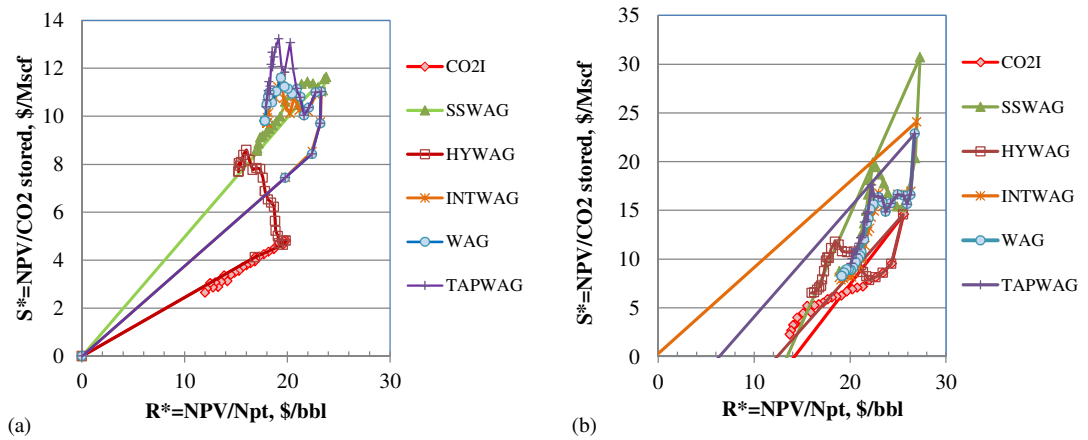 14
12
10
8
6
4
2
0
S*=NPV/CO2 stored, $/Mscf
0
10
20
30
R*=NPV/Npt, $/bbl
(a)
CO2I
SSWAG
HYWAG
INTWAG
WAG
TAPWAG
35
30
25
20
15
10
5
0
S*=NPV/CO2 stored, $/Mscf
0
10
20
30
R*=NPV/Npt, $/bbl
(b)
CO2I
SSWAG
HYWAG
INTWAG
WAG
TAPWAG